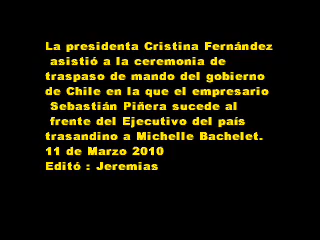 La presidenta Cristina Fernández
asistió a la ceremonia de
traspaso de mando del gobierno
de Chile en la que el empresario
Sebastián Piñera sucede al
frente del Ejecutivo del país
trasandino a Michelle Bachelet.
11 de Marzo 2010
Editó : Jeremias